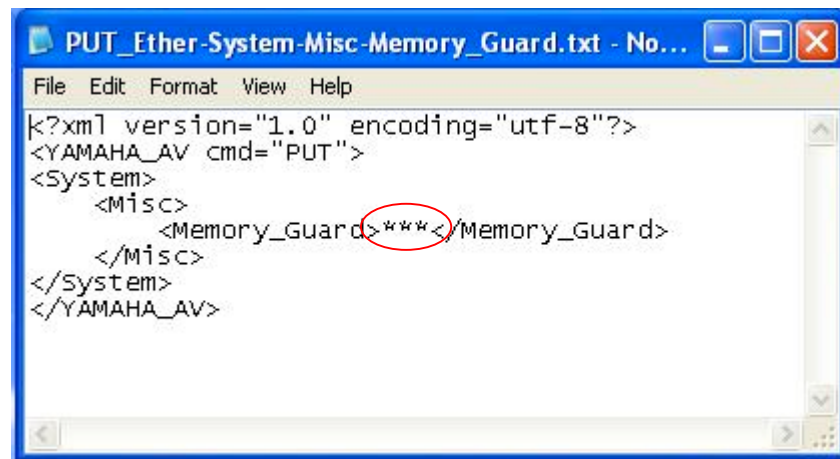 PUT_Ether-System-Misc-Memory_Guard.txt - No...
File Edit Format View Help
<?xml version="1.0" encoding="utf-8"?>
<YAMAHA_AV cmd="PUT">
<System>
    <Misc>
        <Memory_Guard>***</Memory_Guard>
    </Misc>
</System>
</YAMAHA_AV>